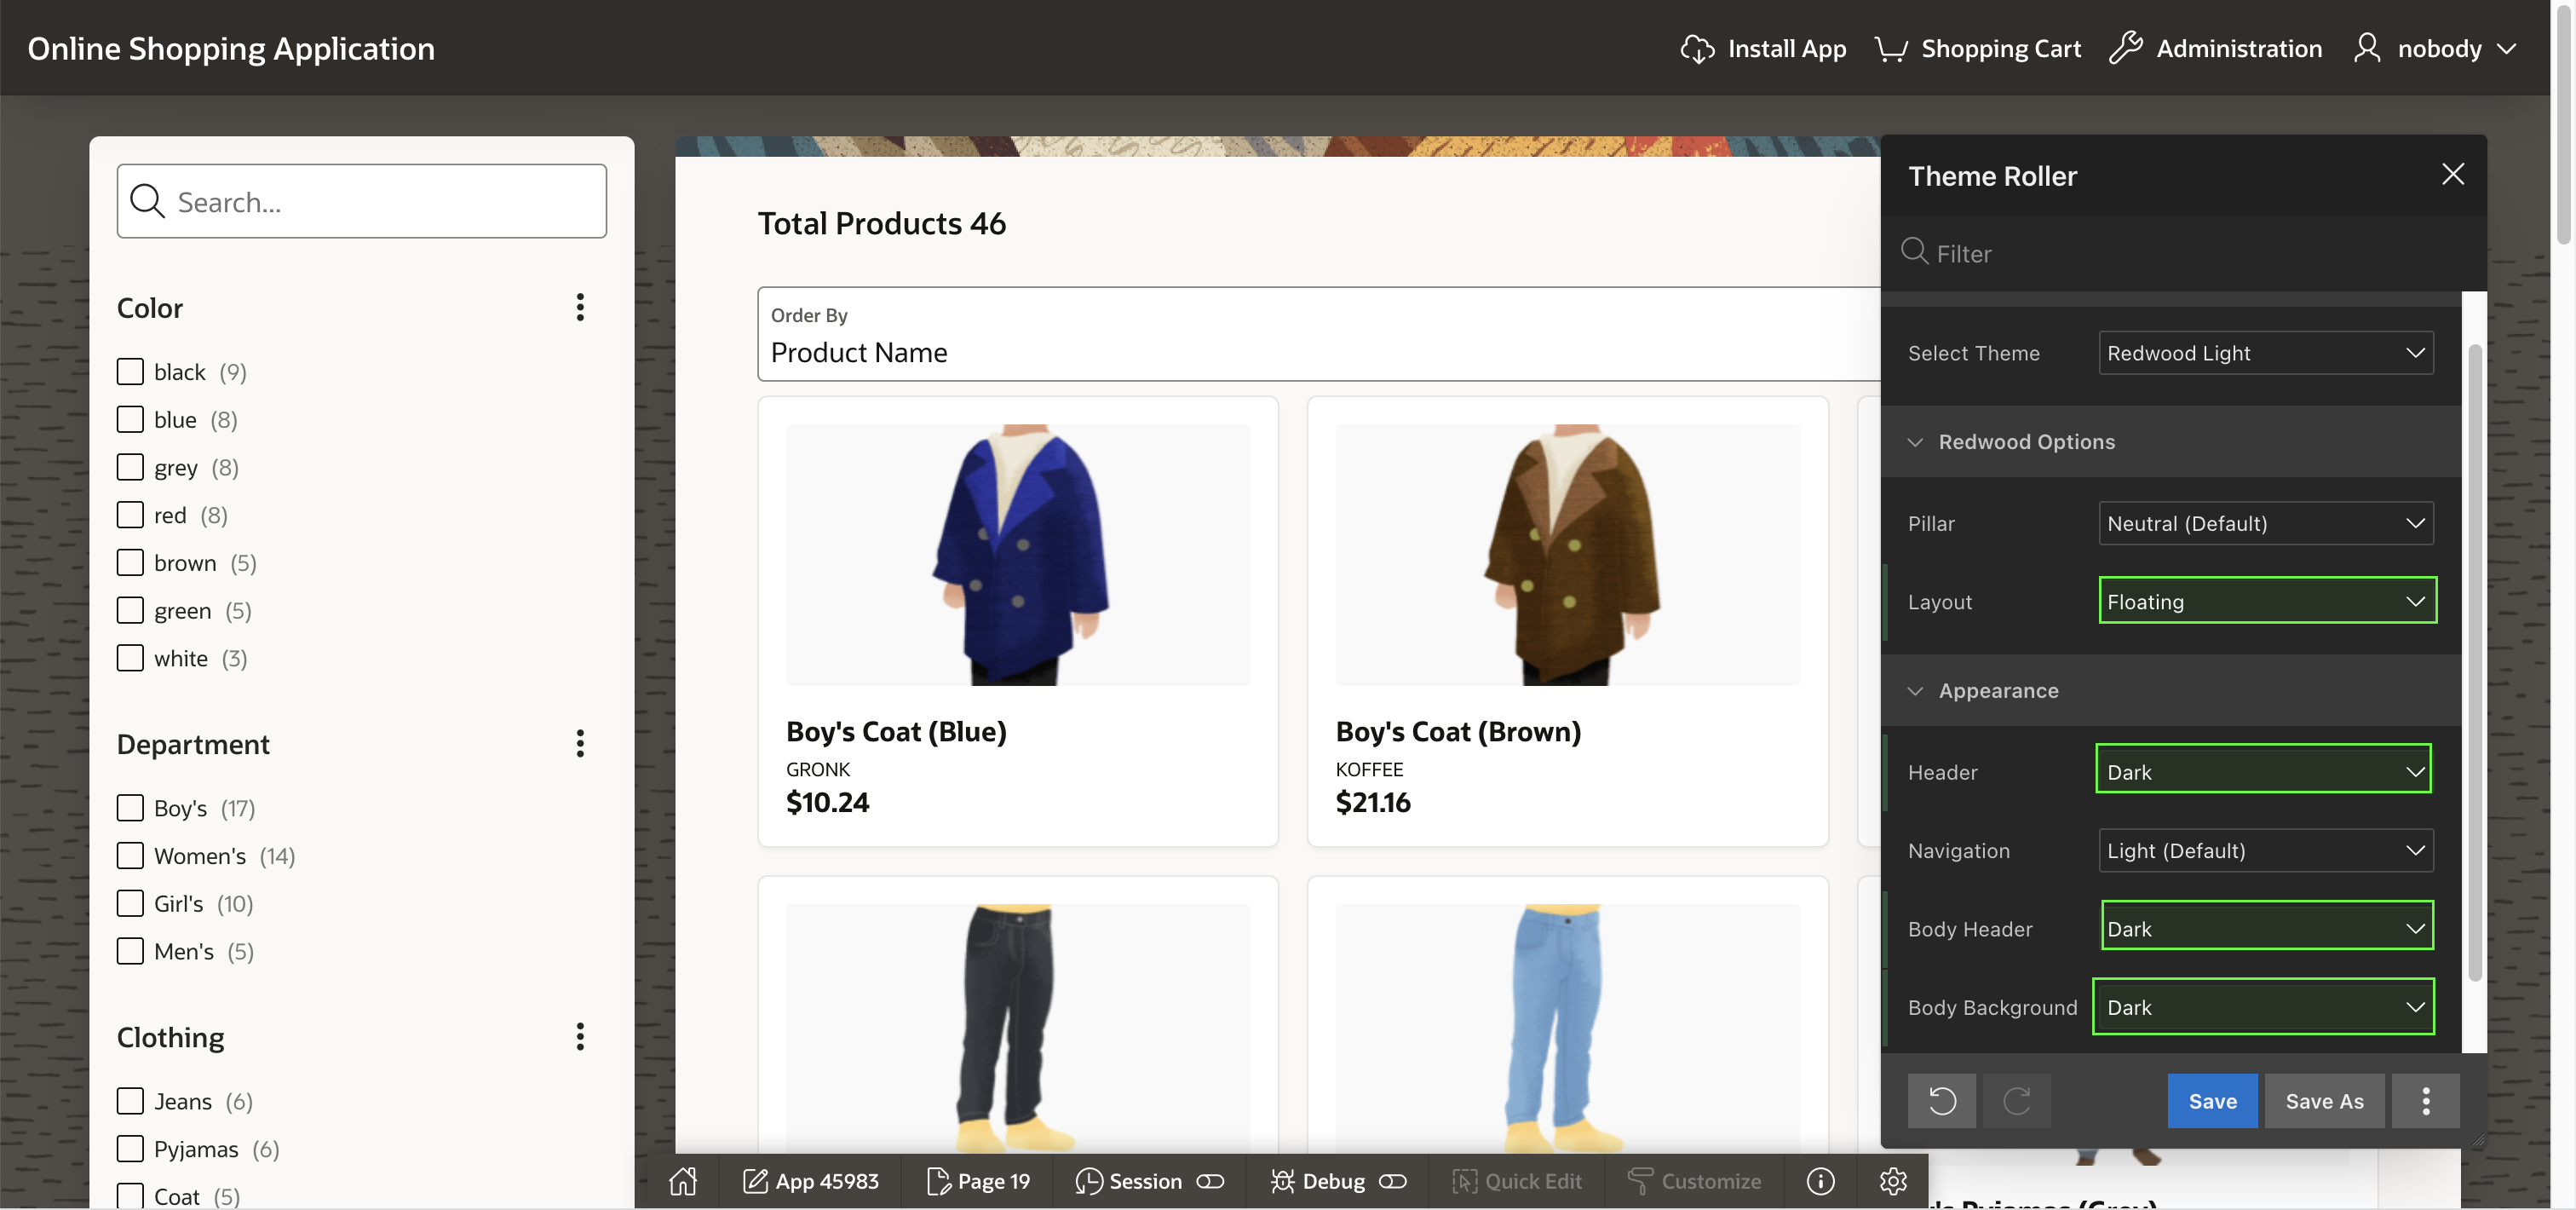 Online Shopping Application
Install App
Shopping Cart
Administration
nobody
Search...
Color
black (9)
blue (8)
grey (8)
red (8)
brown (5)
green (5)
white (3)
Department
Boy's (17)
Women's (14)
Girl's (10)
Men's (5)
Clothing
Jeans (6)
Pyjamas (6)
Coat (5)
Total Products 46
Order By
Product Name
Boy's Coat (Blue)
GRONK
$10.24
Boy's Coat (Brown)
KOFFEE
$21.16
Theme Roller
Filter
Select Theme Redwood Light
Redwood Options
Pillar Neutral (Default)
Layout Floating
Appearance
Header Dark
Navigation Light (Default)
Body Header Dark
Body Background Dark
Save
Save As
App 45983
Page 19
Session
Debug
Quick Edit
Customize
's Pyjamas (Grey)